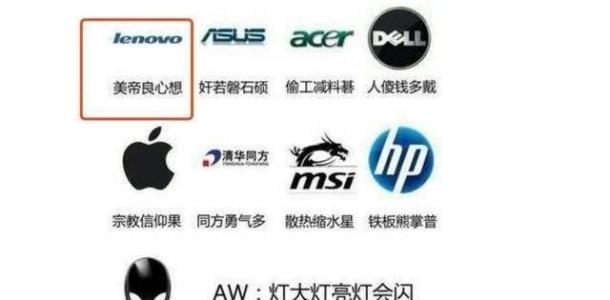 lenovo ASUS acer DELL
美帝良心想 奸若磐石硕 偷工减料碁 人傻钱多戴
清华同方 msi hp
TSINGHUA TONGFANG
宗教信仰果 同方勇气多 散热缩水星 铁板熊掌普
AW：灯大灯亮灯会闪